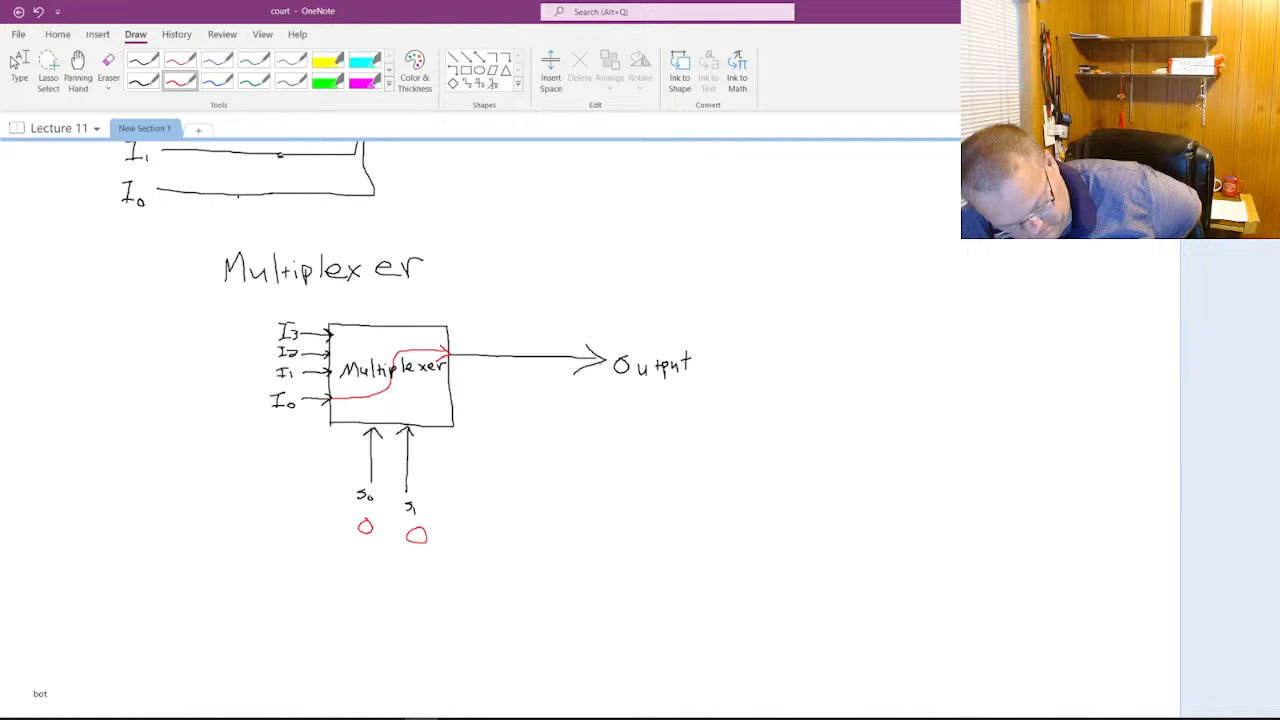 court - OneNote
Search (Alt+Q)
File Home Insert Draw History Review View
Type
Lasso Select
Panning Hand
Color & Thickness
Insert Space
Delete
Arrange
Rotate
Ink to Shape
Ink to Text
Ink to Math
Tools
Shapes
Edit
Convert
Lecture 11
New Section 1
+
I₁
I₀
Multiplexer
I₃
I₂
I₁
I₀
Multiplexer
Output
S₀
S₁
0
0
bot